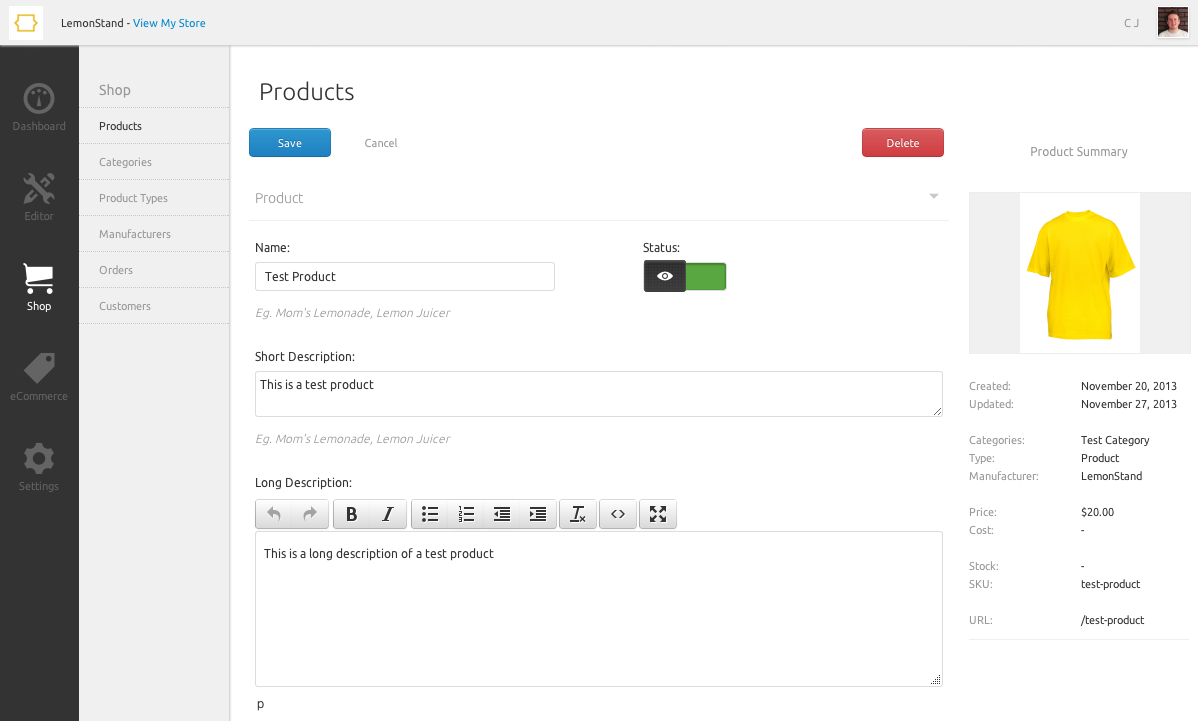 LemonStand - View My Store
C J
Dashboard
Editor
Shop
eCommerce
Settings
Shop
Products
Categories
Product Types
Manufacturers
Orders
Customers
Products
Save
Cancel
Delete
Product
Name:
Test Product
Eg. Mom's Lemonade, Lemon Juicer
Status:
Short Description:
This is a test product
Eg. Mom's Lemonade, Lemon Juicer
Long Description:
This is a long description of a test product
p
Product Summary
Created: November 20, 2013
Updated: November 27, 2013
Categories: Test Category
Type: Product
Manufacturer: LemonStand
Price: $20.00
Cost: -
Stock: -
SKU: test-product
URL: /test-product